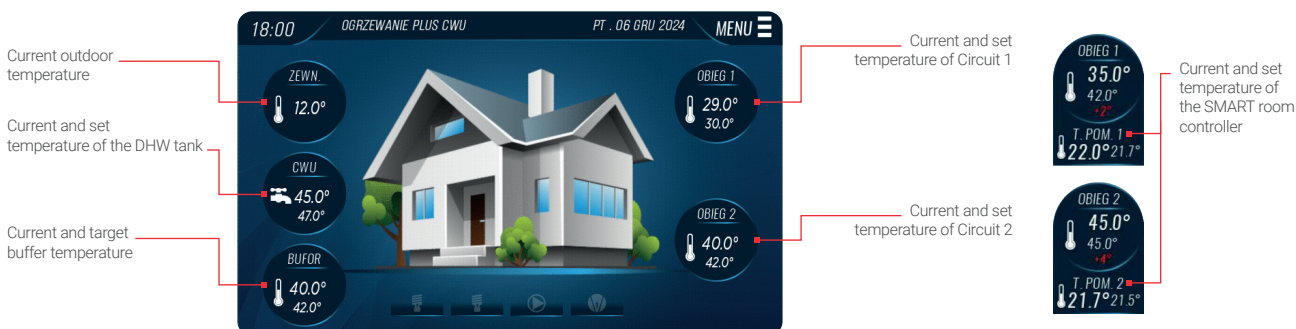 18:00 OGRZEWANIE PLUS CWU PT . 06 GRU 2024 MENU
Current outdoor
temperature
ZEWN.
12.0°
Current and set
temperature of the DHW tank
CWU
45.0°
47.0°
Current and target
buffer temperature
BUFOR
40.0°
42.0°
OBIEG 1
29.0°
30.0°
Current and set
temperature of Circuit 1
OBIEG 2
40.0°
42.0°
Current and set
temperature of Circuit 2
OBIEG 1
35.0°
42.0°
+2°
T. POM. 1
22.0° 21.7°
OBIEG 2
45.0°
45.0°
+4°
T. POM. 2
21.7° 21.5°
Current and set
temperature of
the SMART room
controller